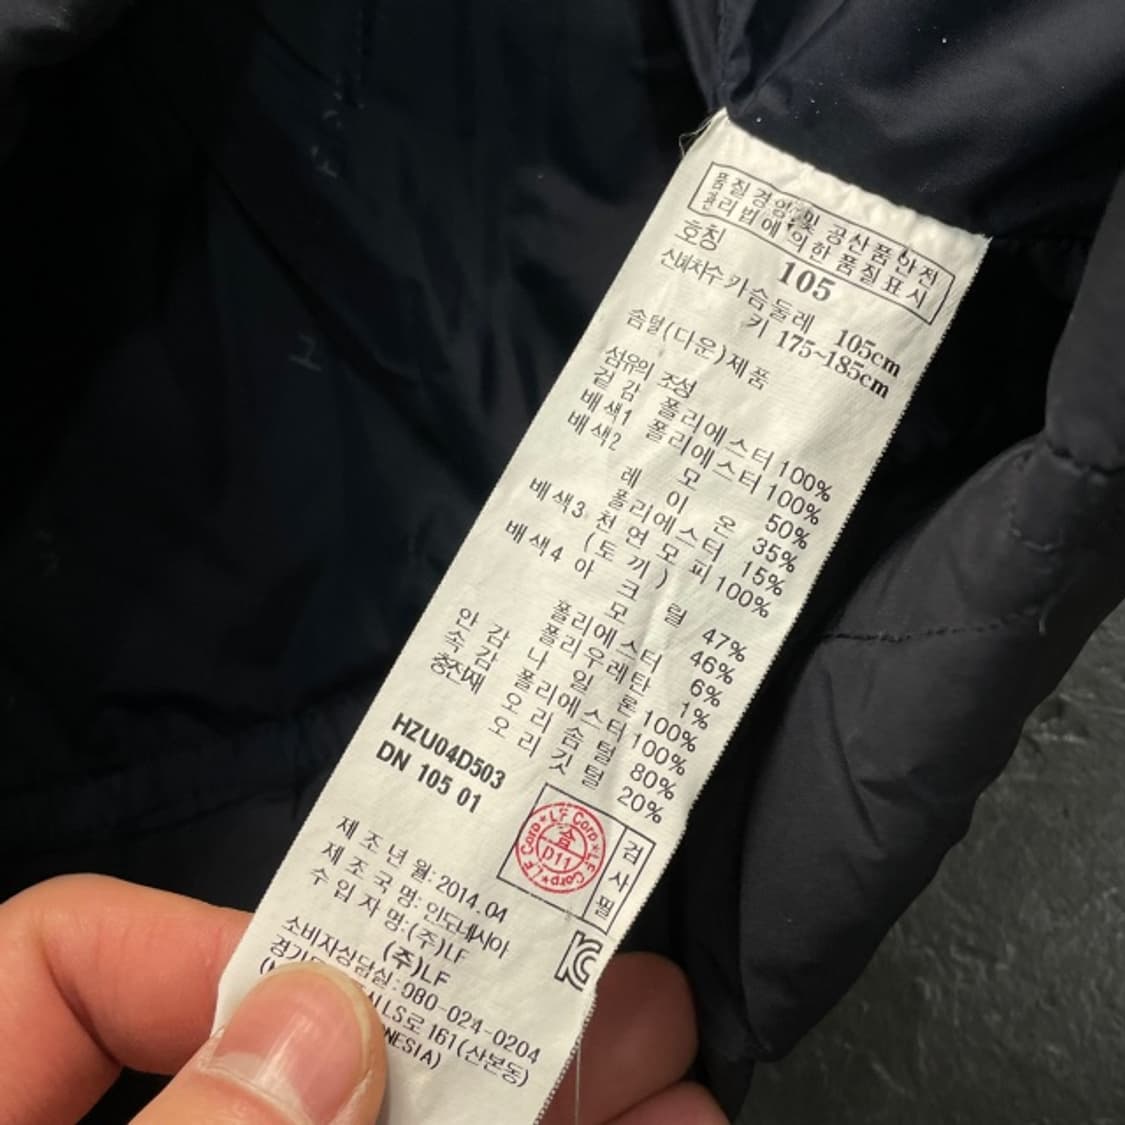 품질경영및 공산품안전
관리법에 의한 품질표시
호칭 105
신체치수 가슴둘레 105cm
키 175~185cm
솜털(다운)제품
섬유의 조성
겉감 폴리에스터 100%
배색1 폴리에스터 100%
배색2 모 50%
레이온 35%
폴리에스터 15%
배색3 천연모피 100%
(토끼)
배색4 아크릴 47%
모 46%
폴리에스터 6%
폴리우레탄 1%
안감 나일론 100%
속감 폴리에스터 100%
충전재 오리솜털 80%
오리깃털 20%
HZU04D503
DN 105 01
LF Corp * LF Corp * LF Corp *
合
D11
검사필
제조년월: 2014.04
제조국명: 인도네시아
수입자명:(주)LF
(주)LF
소비자상담실:080-024-0204
LS로 161(산본동)
NESIA)